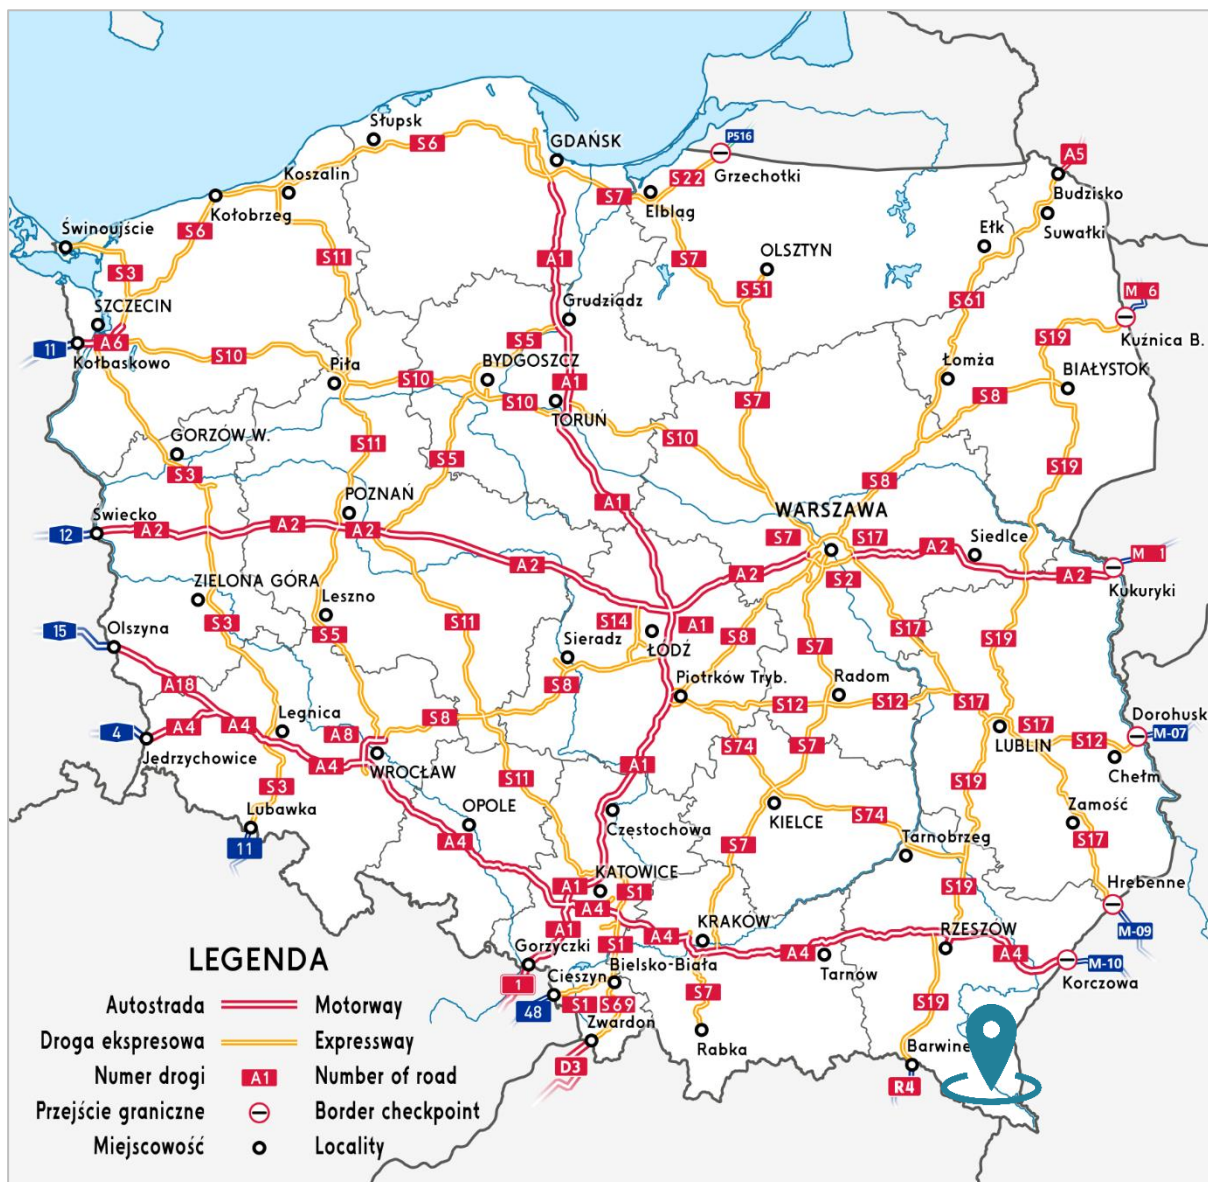 P516
Słupsk
S6
GDAŃSK
A5
S22
Grzechotki
Budzisko
Koszalin
S7
Elbląg
Kołobrzeg
Suwałki
Świnoujście
S6
Ełk
S3
S11
A1
S7
OLSZTYN
S51
S61
M 6
SZCZECIN
Grudziadz
S19
Kuźnica B.
11
A6
Kołbaskowo
S10
S5
Piła
BYDGOSZCZ
Łomża
BIAŁYSTOK
S10
A1
S8
S10
TORUŃ
S7
GORZÓW W.
S11
S10
S3
S5
S19
S8
POZNAŃ
A1
WARSZAWA
Świecko
12
A2
A2
A2
S7
S17
A2
Siedlce
M 1
A2
A2
S2
A2
Kukuryki
ZIELONA GÓRA
Leszno
Olszyna
15
S3
S5
S11
S14
A1
S17
S19
Sieradz
ŁÓDŹ
S8
S7
A18
S8
Piotrków Tryb.
Radom
S12
S12
S17
Legnica
S8
S17
Dorohusk
4
A4
A4
A8
LUBLIN
S12
M-07
Jedrzychowice
A4
WROCŁAW
S74
S7
Chełm
S3
S11
A1
S19
Lubawka
OPOLE
Częstochowa
KIELCE
S74
Zamość
11
A4
S7
Tarnobrzeg
S17
KATOWICE
A1
S1
S19
Hrebenne
A4
KRAKÓW
RZESZÓW
M-09
A1
S1
A4
A4
A4
LEGENDA
Gorzyczki
Bielsko-Biała
Tarnów
M-10
Korczowa
1
Cieszyn
S7
Autostrada
Motorway
48
S1
S69
S19
Droga ekspresowa
Expressway
Zwardoń
Rabka
Barwine
Numer drogi
A1
Number of road
D3
R4
Przejście graniczne
Border checkpoint
Miejscowość
Locality